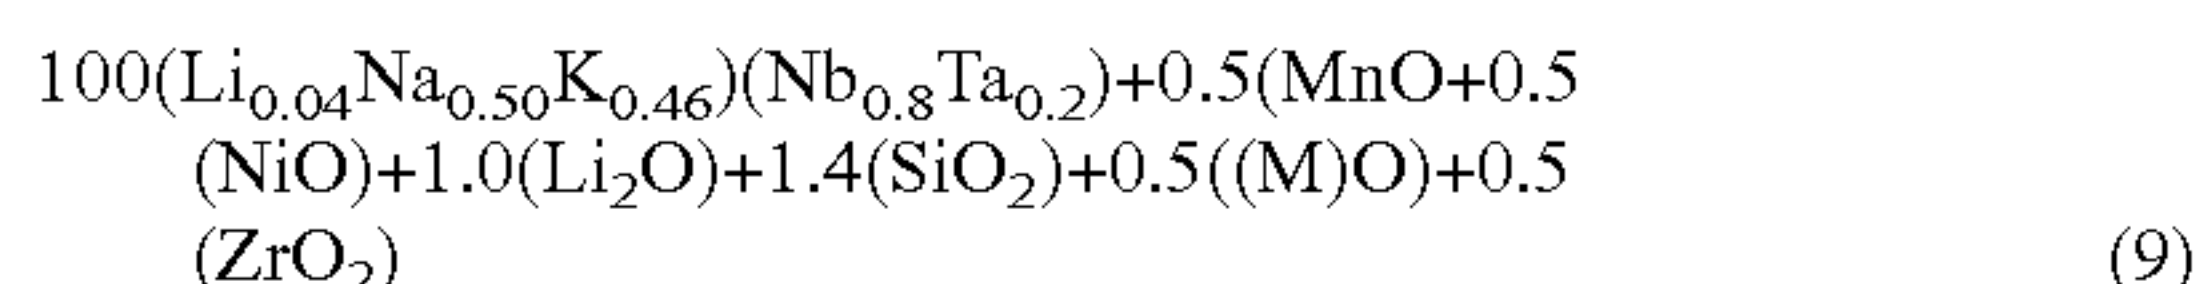 100(Li₀.₀₄Na₀.₅₀K₀.₄₆)(Nb₀.₈Ta₀.₂)+0.5(MnO+0.5
(NiO)+1.0(Li₂O)+1.4(SiO₂)+0.5((M)O)+0.5
(ZrO₂) (9)